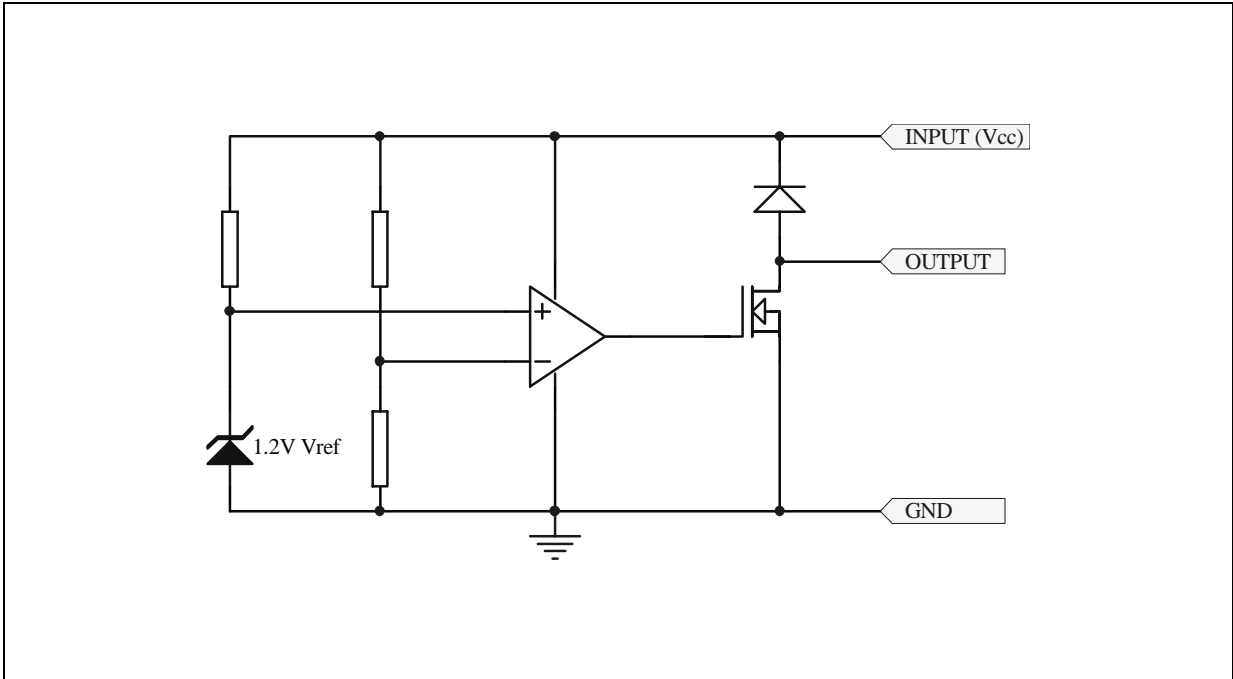 INPUT (Vcc)
OUTPUT
+
−
1.2V Vref
GND